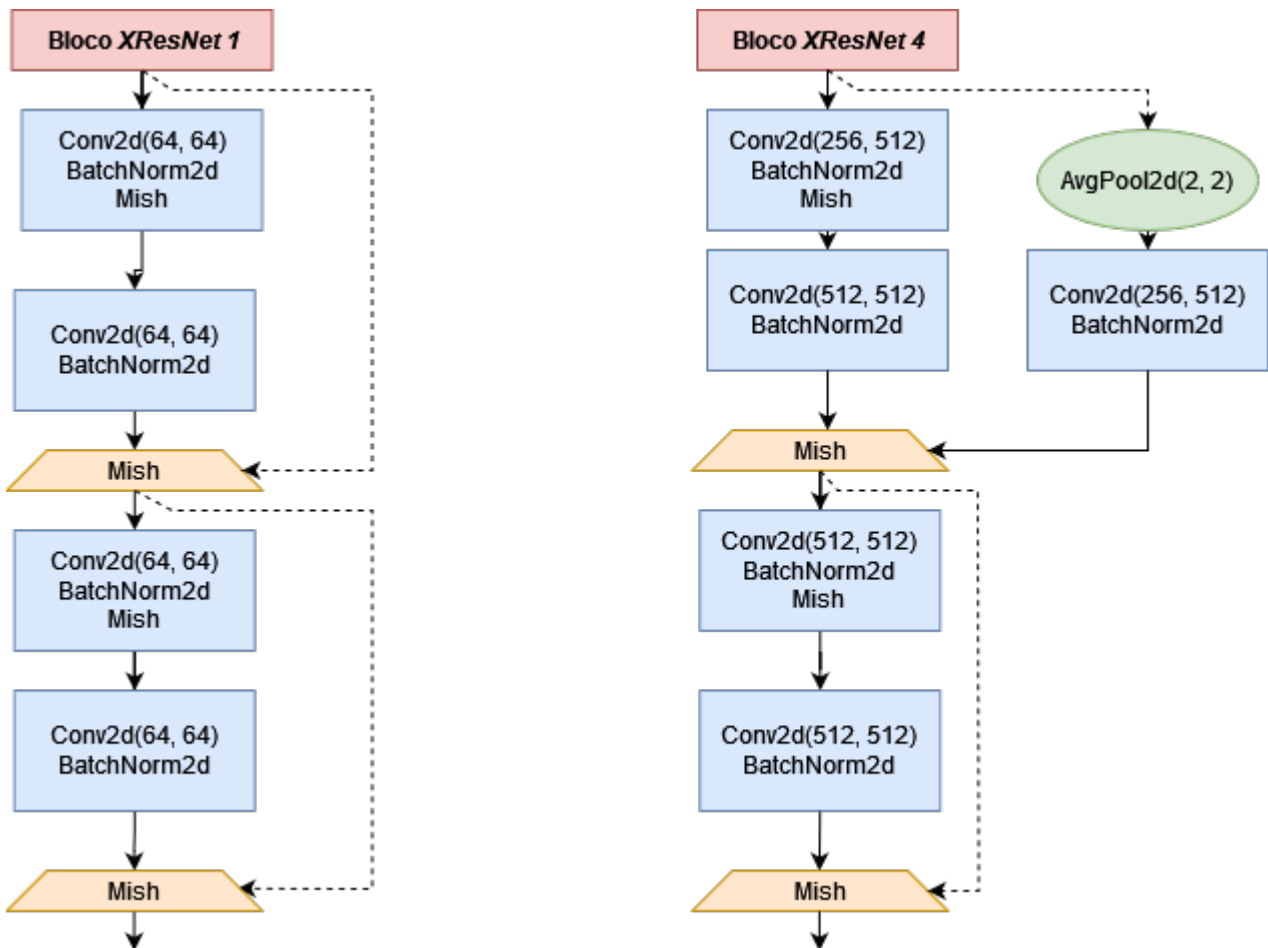 Bloco XResNet 1
Conv2d(64, 64)
BatchNorm2d
Mish
Conv2d(64, 64)
BatchNorm2d
Mish
Conv2d(64, 64)
BatchNorm2d
Mish
Conv2d(64, 64)
BatchNorm2d
Mish
Bloco XResNet 4
Conv2d(256, 512)
BatchNorm2d
Mish
AvgPool2d(2, 2)
Conv2d(512, 512)
BatchNorm2d
Conv2d(256, 512)
BatchNorm2d
Mish
Conv2d(512, 512)
BatchNorm2d
Mish
Conv2d(512, 512)
BatchNorm2d
Mish